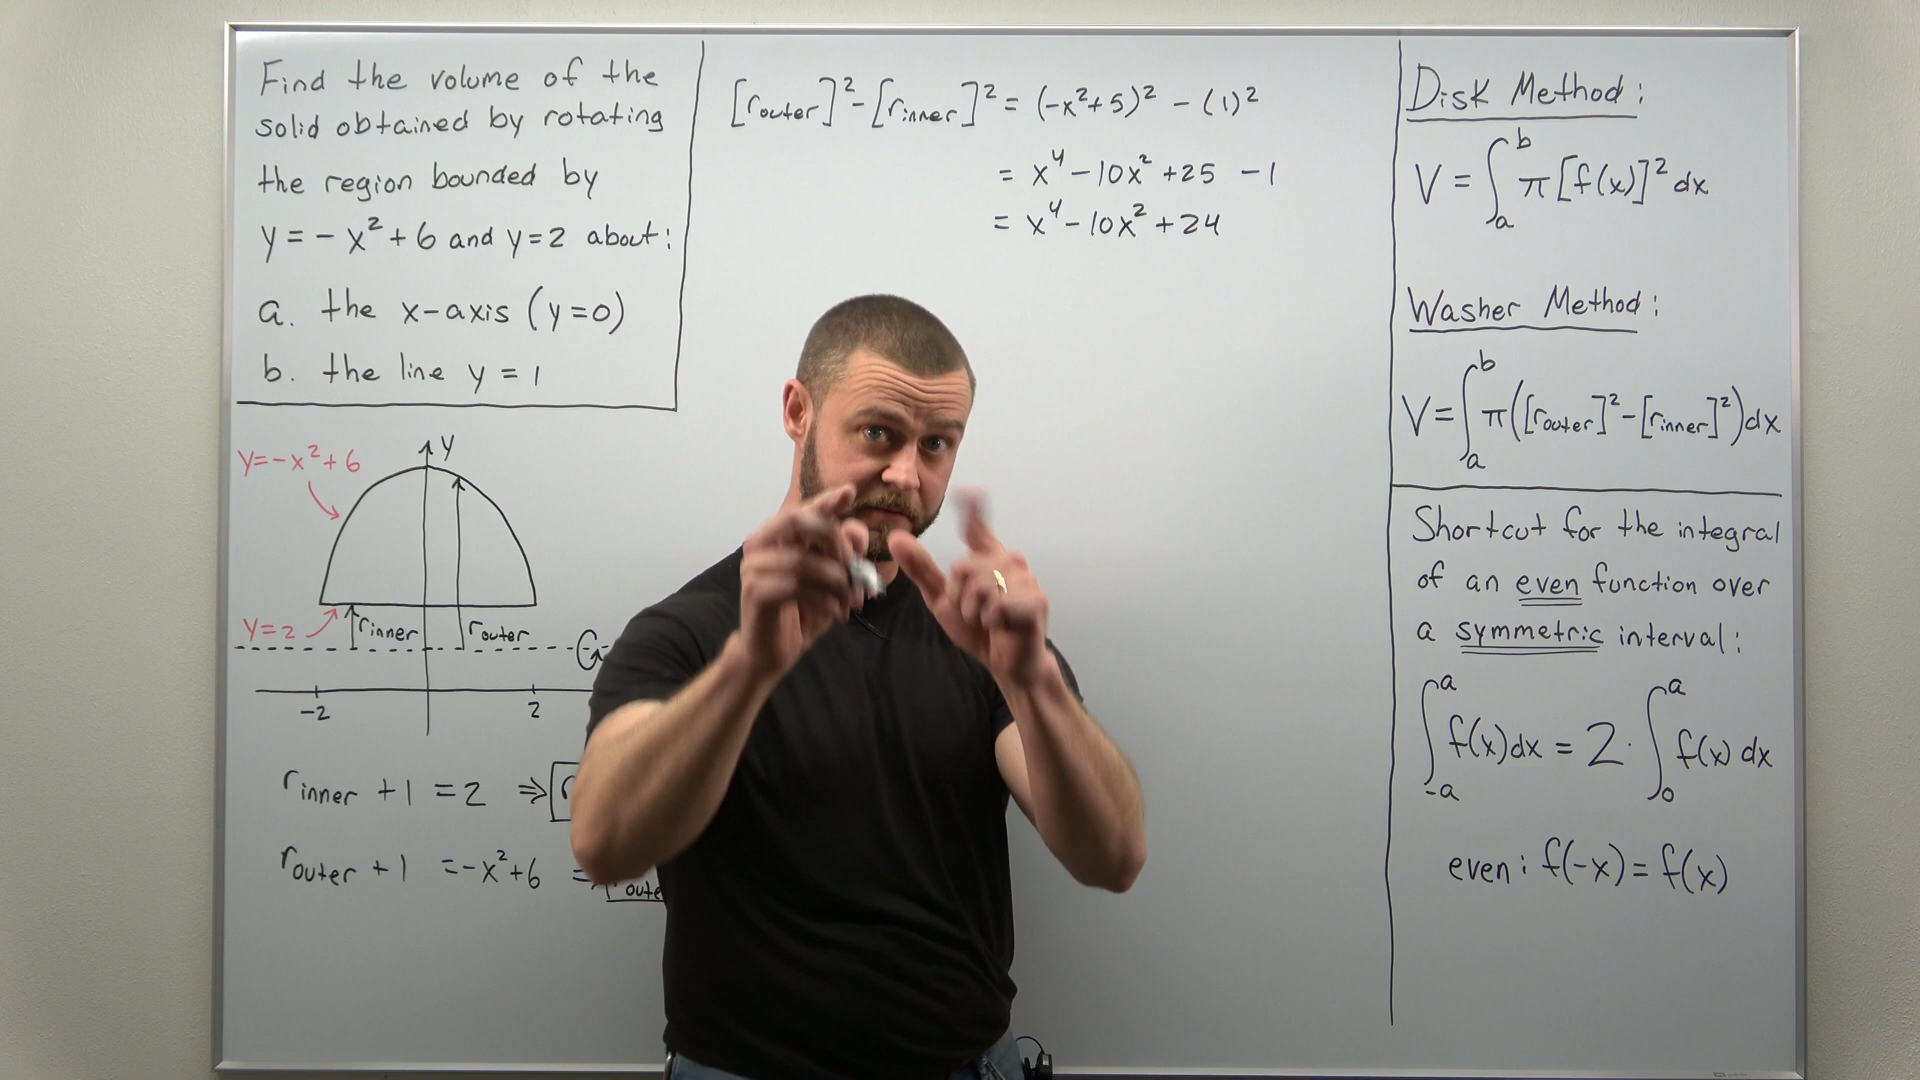 Find the volume of the
solid obtained by rotating
the region bounded by
y = -x² + 6 and y = 2 about:
a. the x-axis (y=0)
b. the line y = 1
y = -x² + 6
y
y = 2
r inner
r outer
-2
2
r inner + 1 = 2 ⇒
r outer + 1 = -x² + 6 =
[r outer]² - [r inner]² = (-x² + 5)² - (1)²
= x⁴ - 10x² + 25 - 1
= x⁴ - 10x² + 24
Disk Method:
V = ∫_a^b π [f(x)]² dx
Washer Method:
V = ∫_a^b π ([r outer]² - [r inner]²) dx
Shortcut for the integral
of an even function over
a symmetric interval:
∫_-a^a f(x) dx = 2 · ∫_0^a f(x) dx
even: f(-x) = f(x)